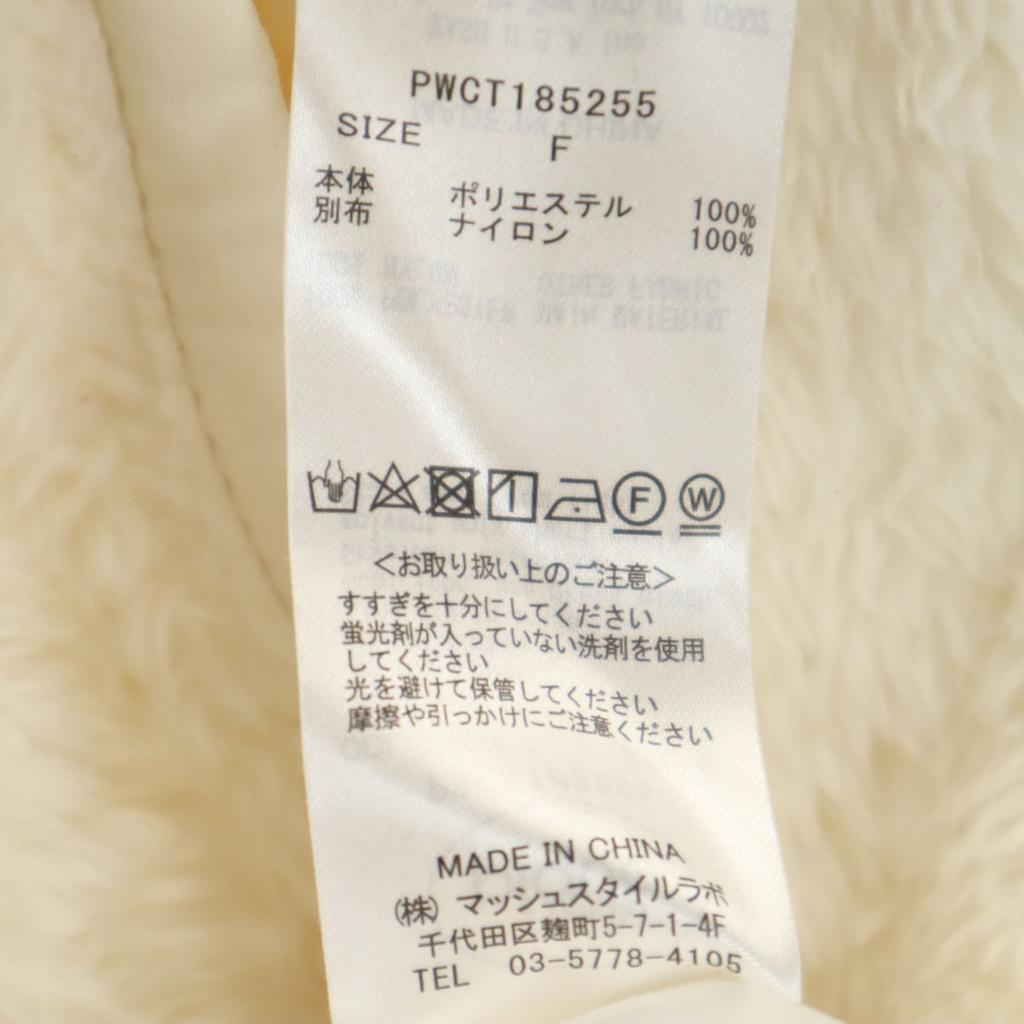 PWCT185255
SIZE F
本体 ポリエステル 100%
別布 ナイロン 100%
F W
<お取り扱い上のご注意>
すすぎを十分にしてください
蛍光剤が入っていない洗剤を使用
してください
光を避けて保管してください
摩擦や引っかけにご注意ください
MADE IN CHINA
(株) マッシュスタイルラボ
千代田区麹町5-7-1-4F
TEL 03-5778-4105